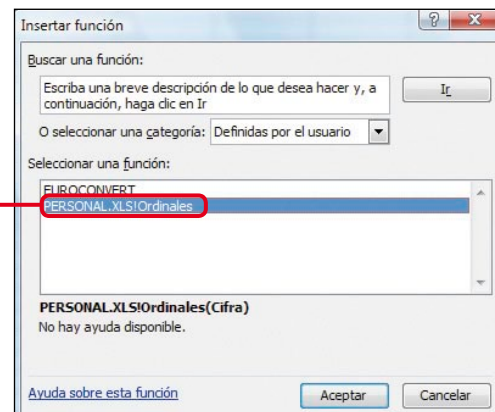 Insertar función
Buscar una función:
Escriba una breve descripción de lo que desea hacer y, a
continuación, haga clic en Ir
Ir
O seleccionar una categoría: Definidas por el usuario
Seleccionar una función:
EUROCONVERT
PERSONAL.XLS!Ordinales
PERSONAL.XLS!Ordinales(Cifra)
No hay ayuda disponible.
Ayuda sobre esta función
Aceptar
Cancelar